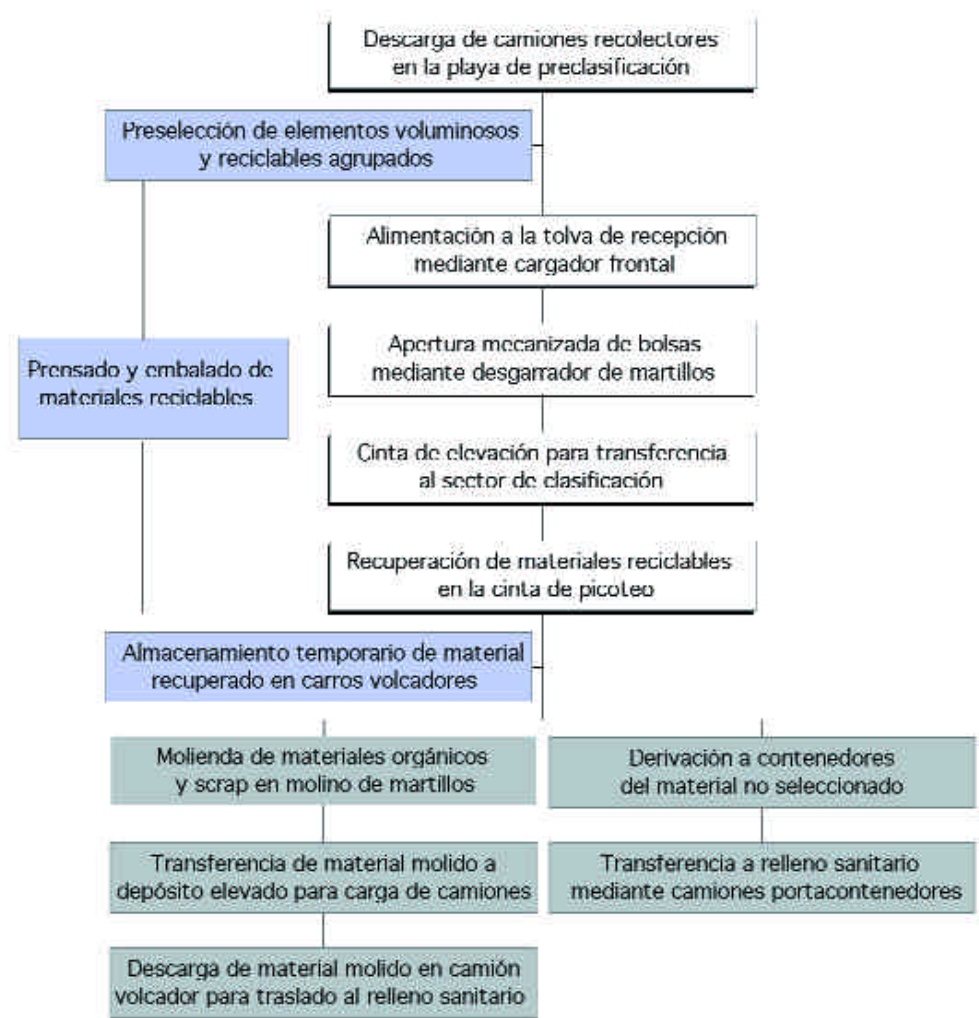 Descarga de camiones recolectores
en la playa de preclasificación
Preselección de elementos voluminosos
y reciclables agrupados
Alimentación a la tolva de recepción
mediante cargador frontal
Apertura mecanizada de bolsas
mediante desgarrador de martillos
Prensado y embalado de
materiales reciclables
Cinta de elevación para transferencia
al sector de clasificación
Recuperación de materiales reciclables
en la cinta de picoteo
Almacenamiento temporario de material
recuperado en carros volcadores
Molienda de materiales orgánicos
y scrap en molino de martillos
Derivación a contenedores
del material no seleccionado
Transferencia de material molido a
depósito elevado para carga de camiones
Transferencia a relleno sanitario
mediante camiones portacontenedores
Descarga de material molido en camión
volcador para traslado al relleno sanitario